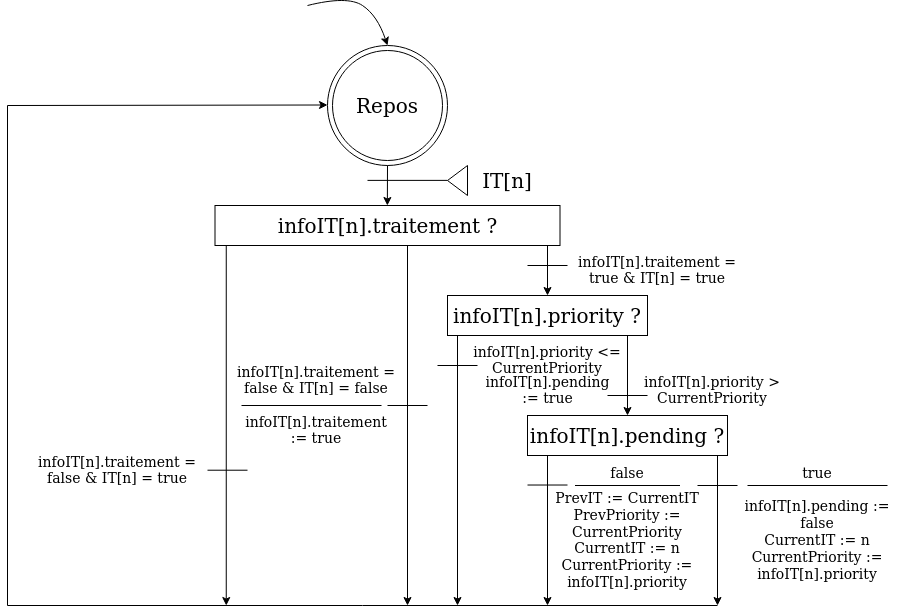 Repos
IT[n]
infoIT[n].traitement ?
infoIT[n].traitement =
true & IT[n] = true
infoIT[n].priority ?
infoIT[n].priority <=
CurrentPriority
infoIT[n].pending
:= true
infoIT[n].traitement =
false & IT[n] = false
infoIT[n].traitement
:= true
infoIT[n].priority >
CurrentPriority
infoIT[n].pending ?
infoIT[n].traitement =
false & IT[n] = true
false
PrevIT := CurrentIT
PrevPriority :=
CurrentPriority
CurrentIT := n
CurrentPriority :=
infoIT[n].priority
true
infoIT[n].pending :=
false
CurrentIT := n
CurrentPriority :=
infoIT[n].priority